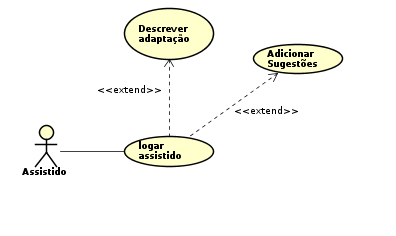 Descrever
adaptação
Adicionar
Sugestões
<<extend>>
<<extend>>
logar
assistido
Assistido